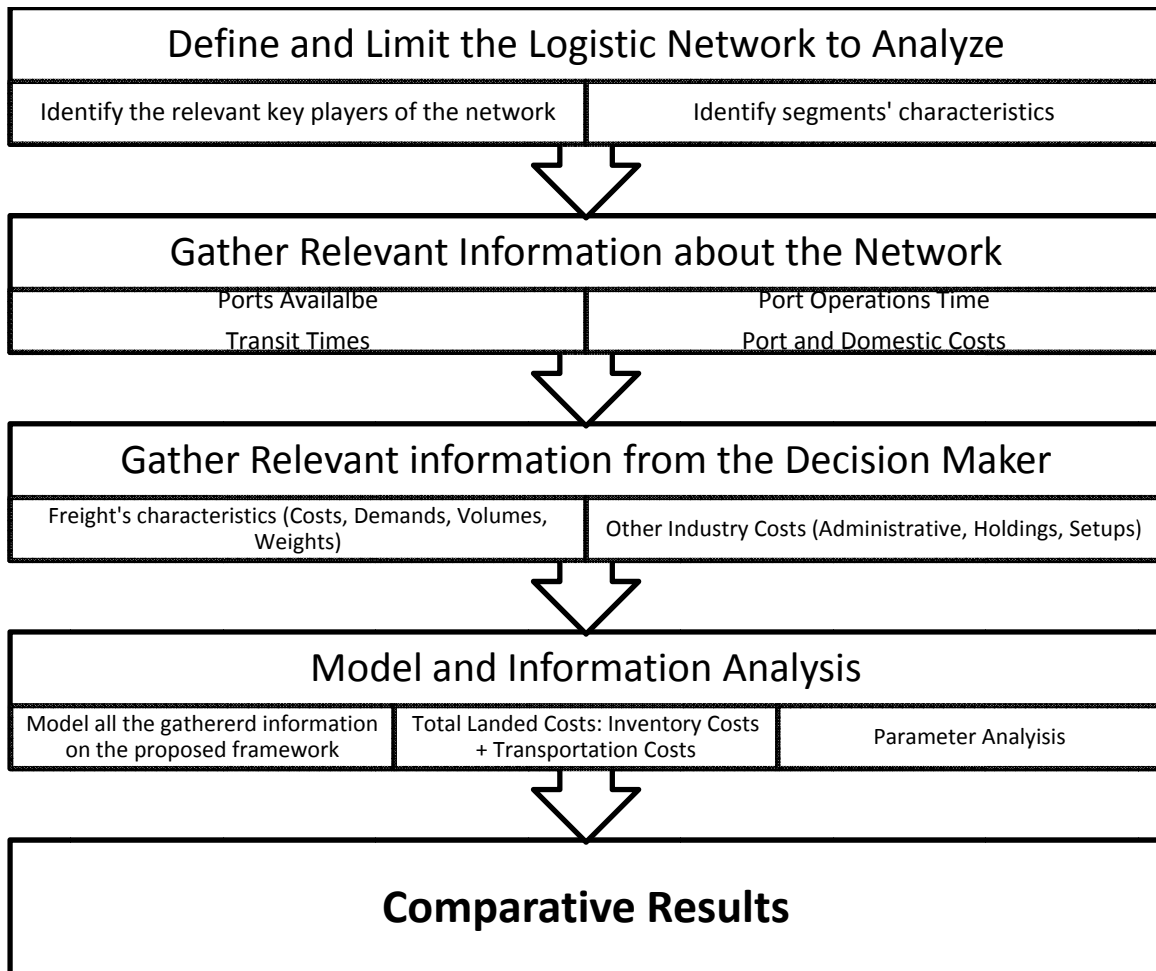 Define and Limit the Logistic Network to Analyze
Identify the relevant key players of the network
Identify segments' characteristics
Gather Relevant Information about the Network
Ports Availalbe
Transit Times
Port Operations Time
Port and Domestic Costs
Gather Relevant information from the Decision Maker
Freight's characteristics (Costs, Demands, Volumes,
Weights)
Other Industry Costs (Administrative, Holdings, Setups)
Model and Information Analysis
Model all the gathererd information
on the proposed framework
Total Landed Costs: Inventory Costs
+ Transportation Costs
Parameter Analyisis
Comparative Results